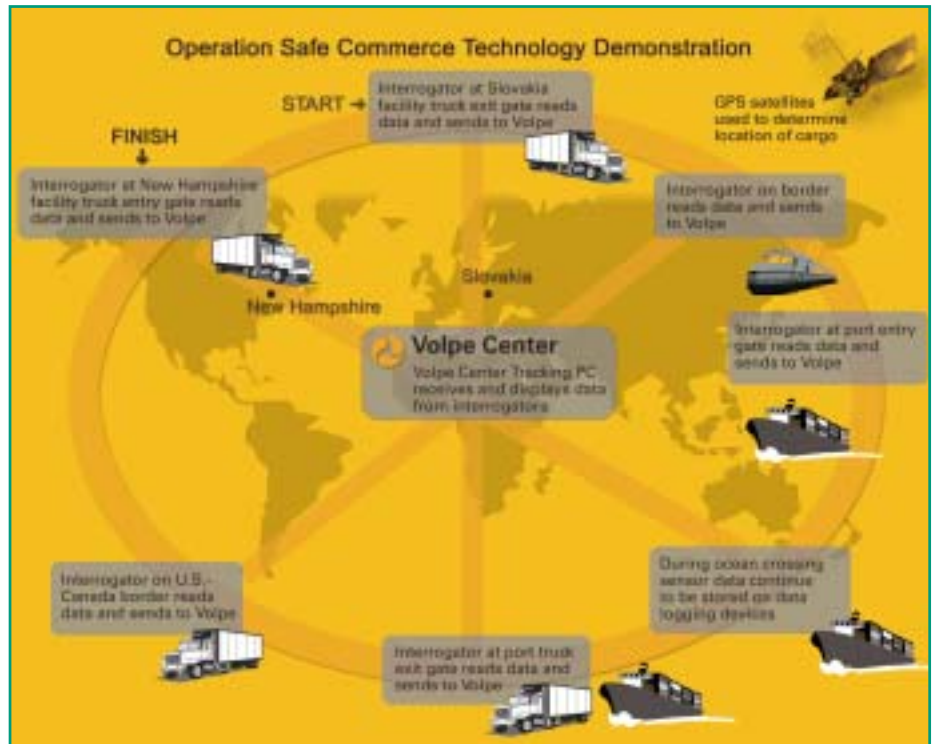 Operation Safe Commerce Technology Demonstration
START
Interrogator at Slovakia
facility truck exit gate reads
data and sends to Volpe
GPS satellites
used to determine
location of cargo
FINISH
Interrogator at New Hampshire
facility truck entry gate reads
data and sends to Volpe
Interrogator on border
reads data and sends
to Volpe
Slovakia
New Hampshire
Interrogator at port entry
gate reads data and
sends to Volpe
Volpe Center
Volpe Center Tracking PC
receives and displays data
from interrogators
Interrogator on U.S.-
Canada border reads
data and sends to Volpe
During ocean crossing
sensor data continue
to be stored on data
logging devices
Interrogator at port truck
exit gate reads data and
sends to Volpe